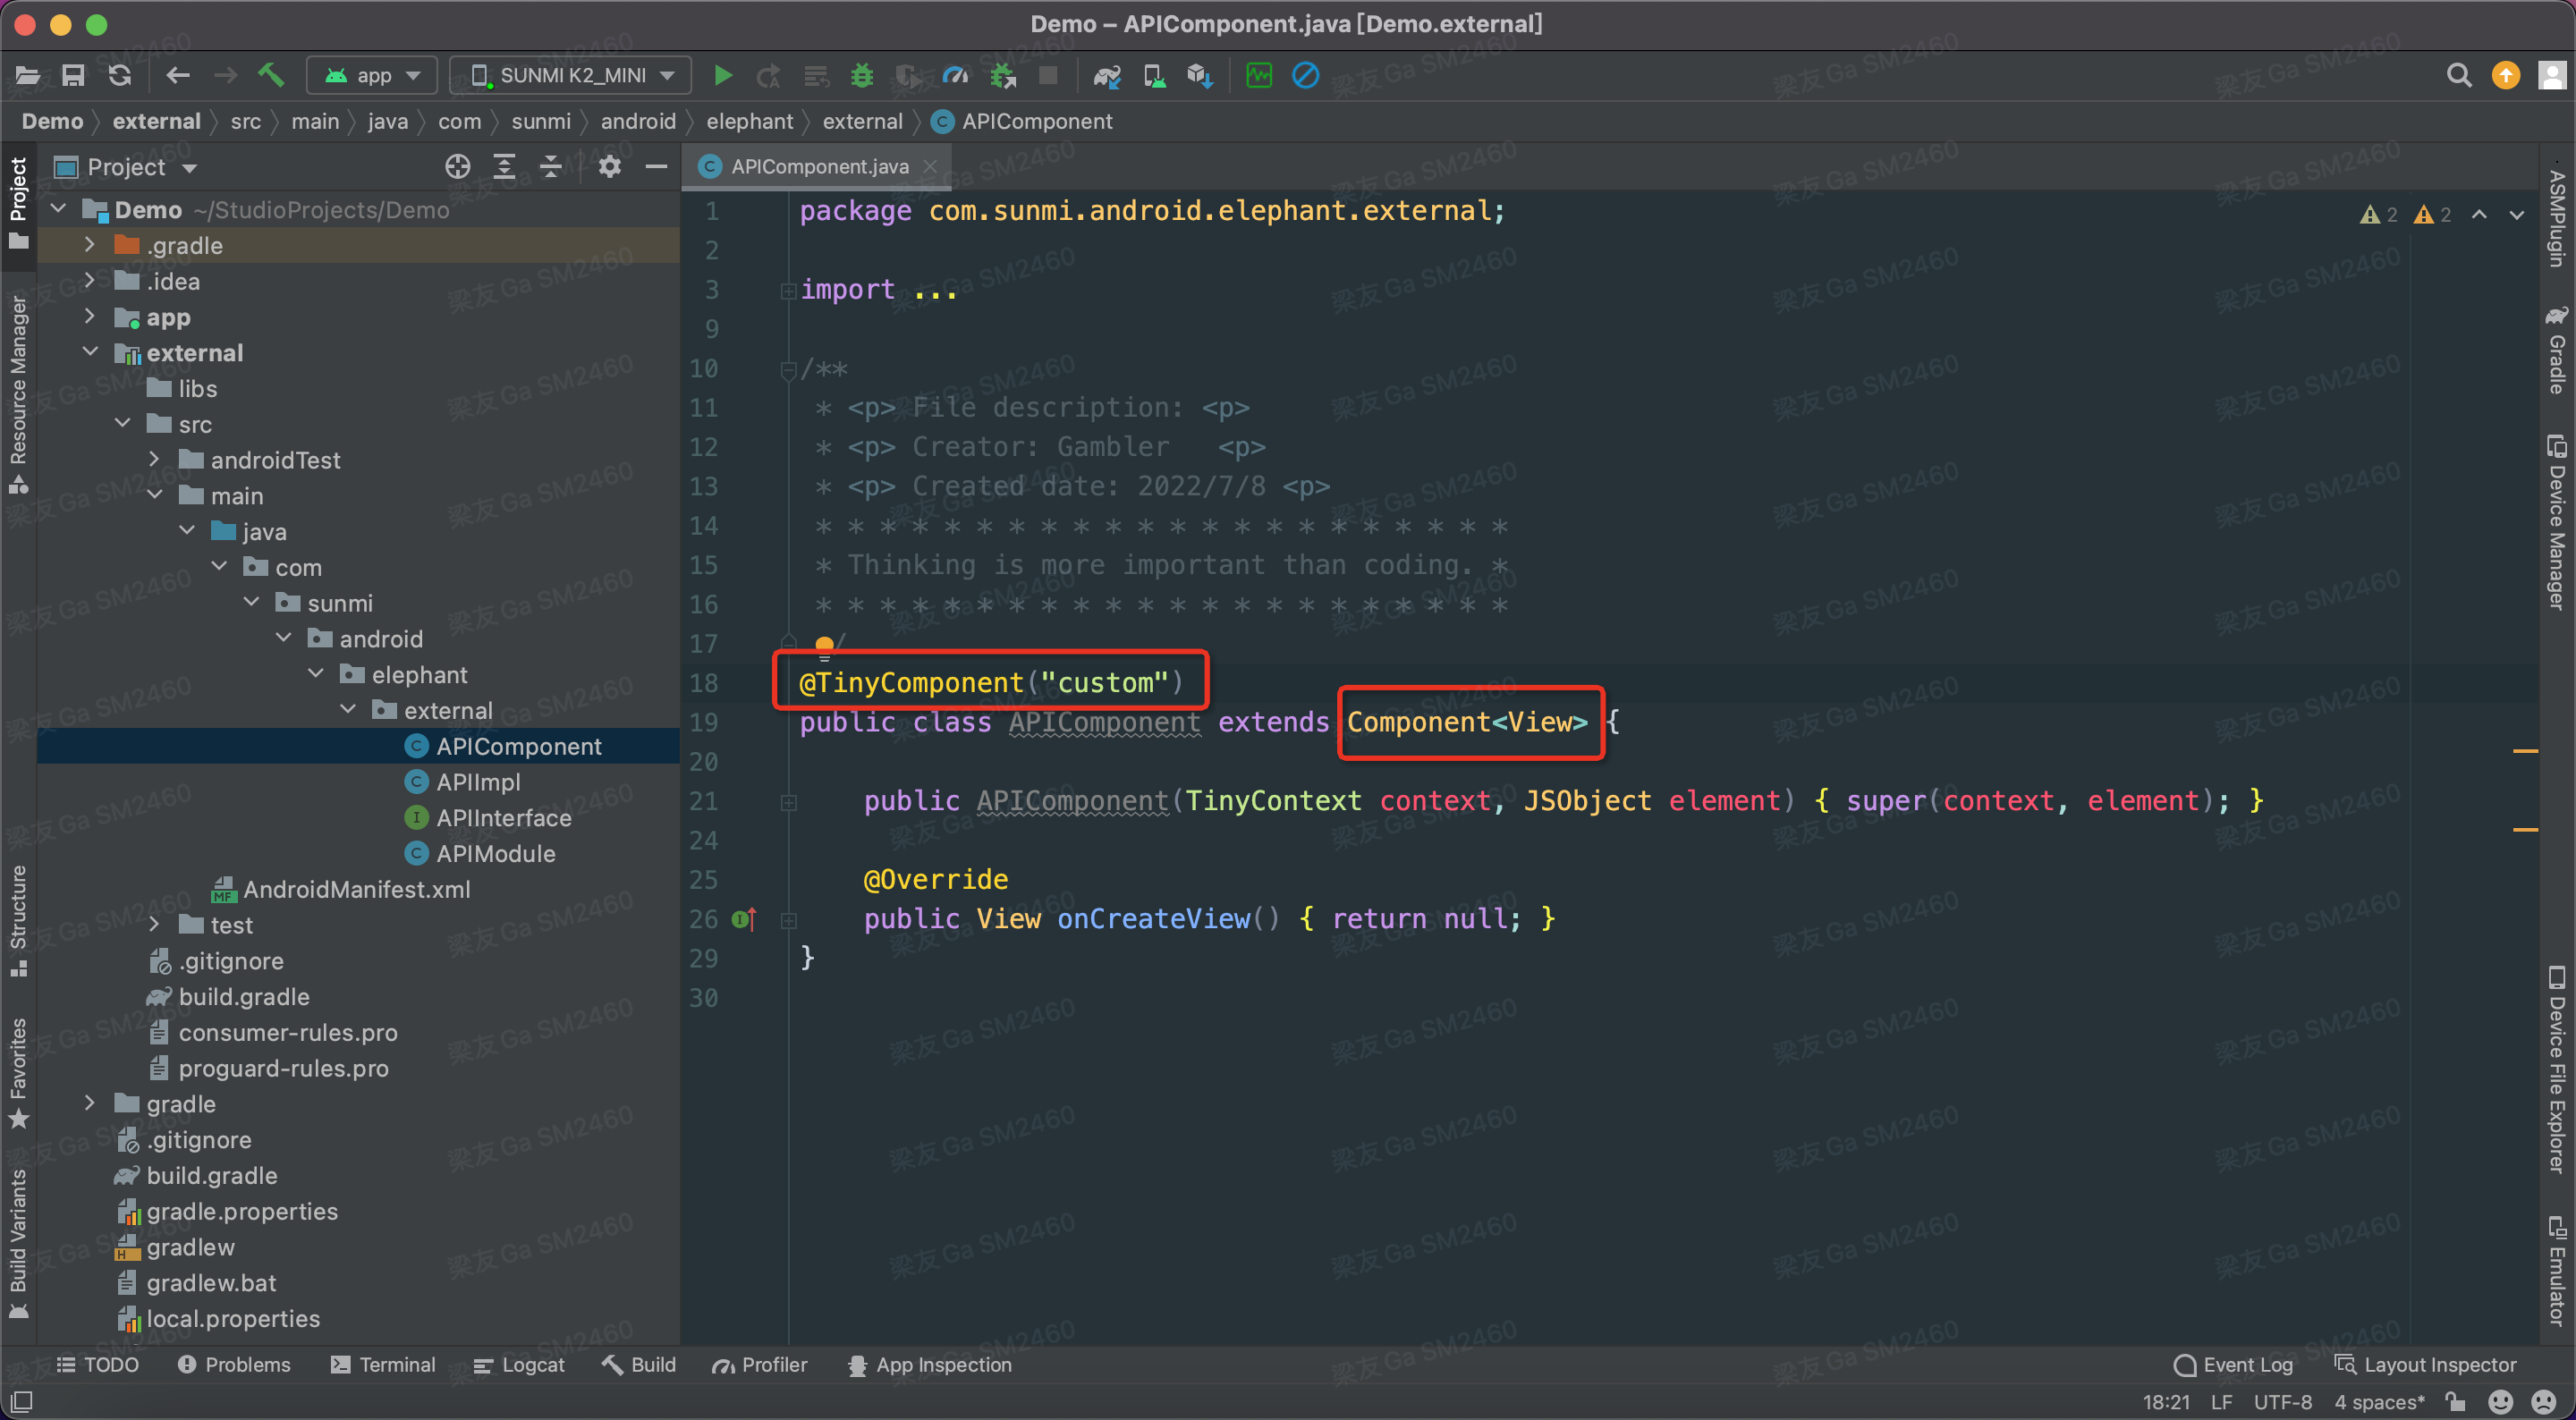 Demo – APIComponent.java [Demo.external]
app
SUNMI K2_MINI
Demo
external
src
main
java
com
sunmi
android
elephant
external
C APIComponent
Project
C APIComponent.java
Demo ~/StudioProjects/Demo
.gradle
.idea
app
external
libs
src
androidTest
main
java
com
sunmi
android
elephant
external
C APIComponent
C APIImpl
I APIInterface
C APIModule
MF AndroidManifest.xml
test
.gitignore
build.gradle
consumer-rules.pro
proguard-rules.pro
gradle
.gitignore
build.gradle
gradle.properties
gradlew
gradlew.bat
local.properties
Project
Resource Manager
Structure
Favorites
Build Variants
2 2
1 package com.sunmi.android.elephant.external;
2
3 import ...
9
10 /**
11 * <p> File description: <p>
12 * <p> Creator: Gambler <p>
13 * <p> Created date: 2022/7/8 <p>
14 * * * * * * * * * * * * * * * * * * * * * *
15 * Thinking is more important than coding. *
16 * * * * * * * * * * * * * * * * * * * * * *
17 /
18 @TinyComponent("custom")
19 public class APIComponent extends Component<View> {
20
21 public APIComponent(TinyContext context, JSObject element) { super(context, element); }
24
25 @Override
26 public View onCreateView() { return null; }
29 }
30
ASMPlugin
Gradle
Device Manager
Device File Explorer
Emulator
TODO
Problems
Terminal
Logcat
Build
Profiler
App Inspection
Event Log
Layout Inspector
18:21 LF UTF-8 4 spaces*
梁友 Ga SM2460